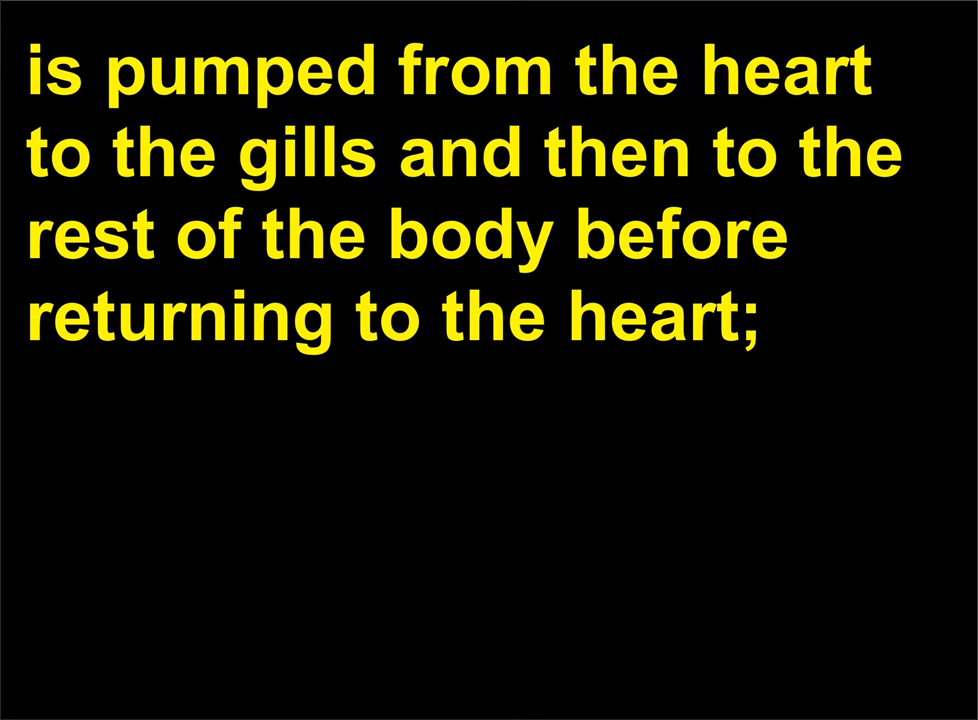 is pumped from the heart
to the gills and then to the
rest of the body before
returning to the heart;